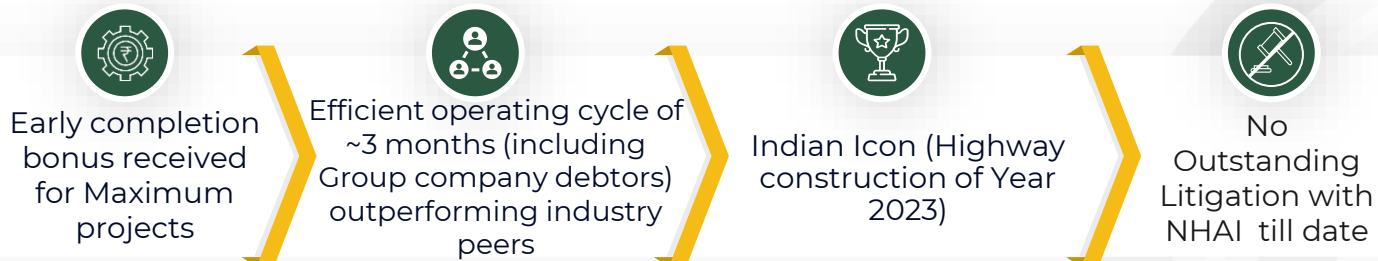 Early completion
bonus received
for Maximum
projects
Efficient operating cycle of
~3 months (including
Group company debtors)
outperforming industry
peers
Indian Icon (Highway
construction of Year
2023)
No
Outstanding
Litigation with
NHAI till date